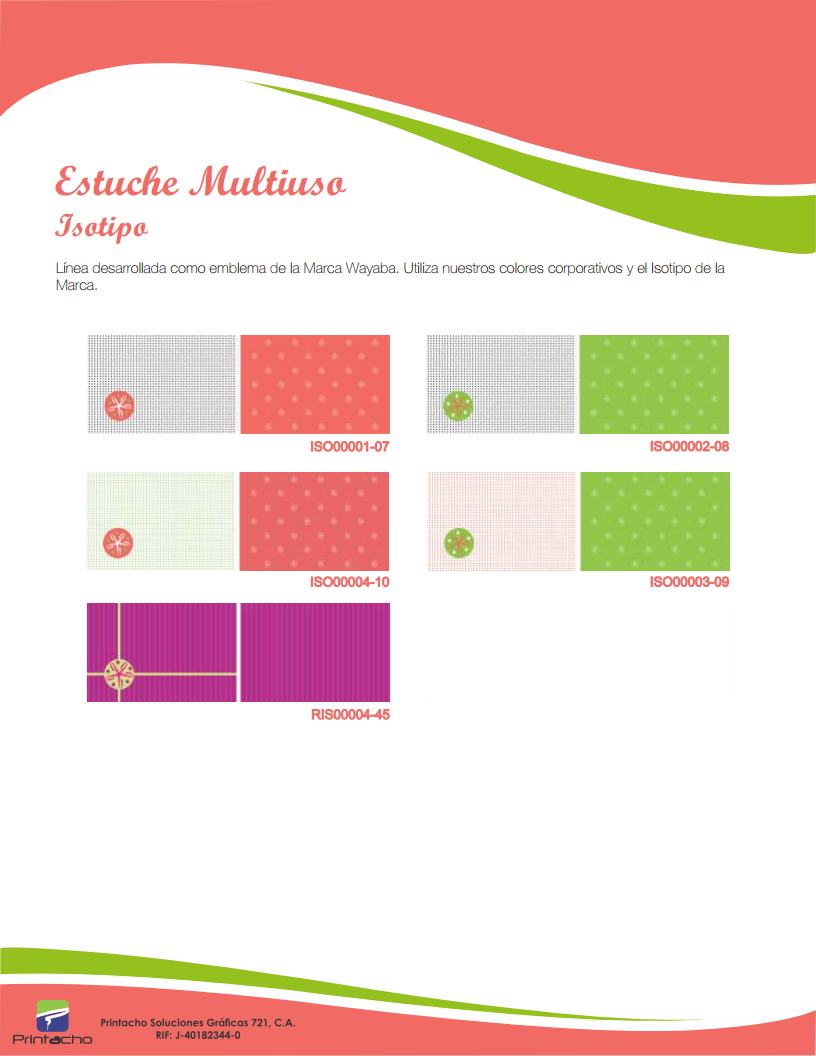 Estuche Multiuso
Isotipo
Línea desarrollada como emblema de la Marca Wayaba. Utiliza nuestros colores corporativos y el Isotipo de la
Marca.
ISO00001-07
ISO00002-08
ISO00004-10
ISO00003-09
RIS00004-45
Printacho
Printacho Soluciones Gráficas 721, C.A.
RIF: J-40182344-0